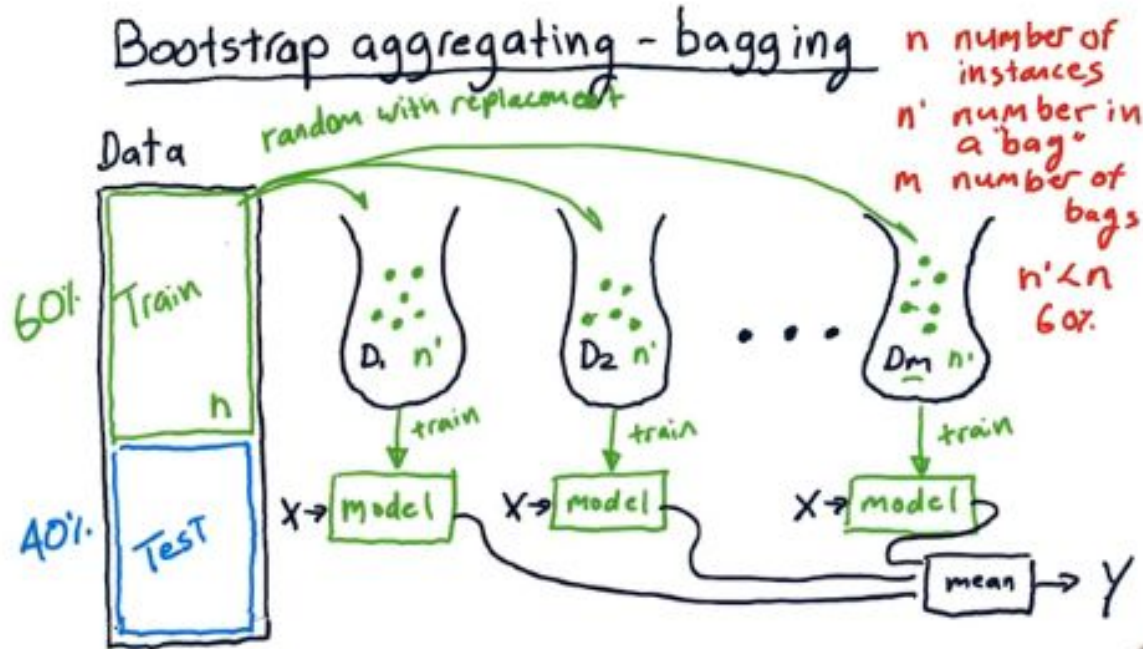 Bootstrap aggregating - bagging
n number of
instances
n' number in
a "bag"
m number of
bags
n'<n
60%
random with replacement
Data
60%
Train
n
40%
Test
D1 n'
D2 n'
• • •
Dm n'
train
train
train
X→ model
X→ model
X→ model
mean → Y